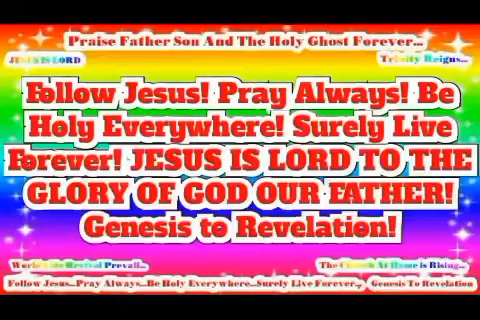 Praise Father Son And The Holy Ghost Forever...
JESUS IS LORD
Trinity Reigns...
Follow Jesus! Pray Always! Be
Holy Everywhere! Surely Live
Forever! JESUS IS LORD TO THE
GLORY OF GOD OUR FATHER!
Genesis to Revelation!
Worldwide Revival Prevail...
The Church At Home is Rising...
Follow Jesus...Pray Always...Be Holy Everywhere...Surely Live Forever...
Genesis To Revelation